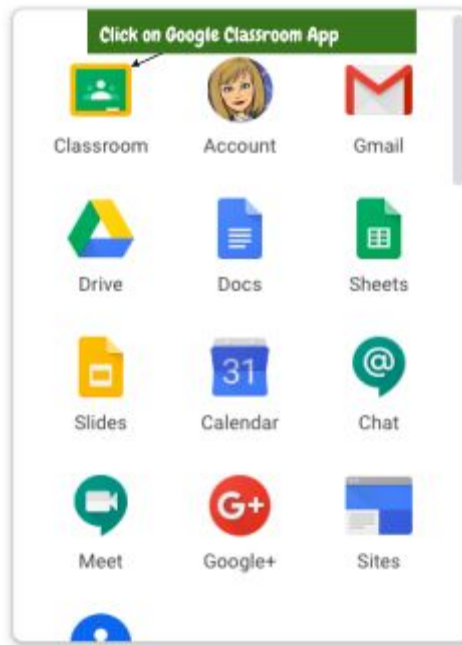 Click on Google Classroom App
Classroom Account Gmail
Drive Docs Sheets
31 @
Slides Calendar Chat
G+
Meet Google+ Sites